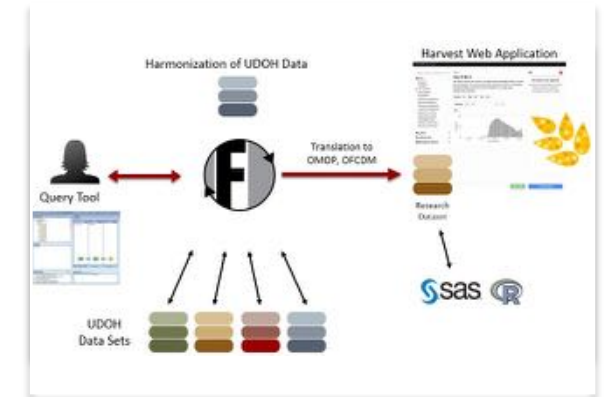 Harmonization of UDOH Data
Harvest Web Application
Translation to
OMOP, OFCDM
F
Query Tool
Research
Dataset
UDOH
Data Sets
sas
R